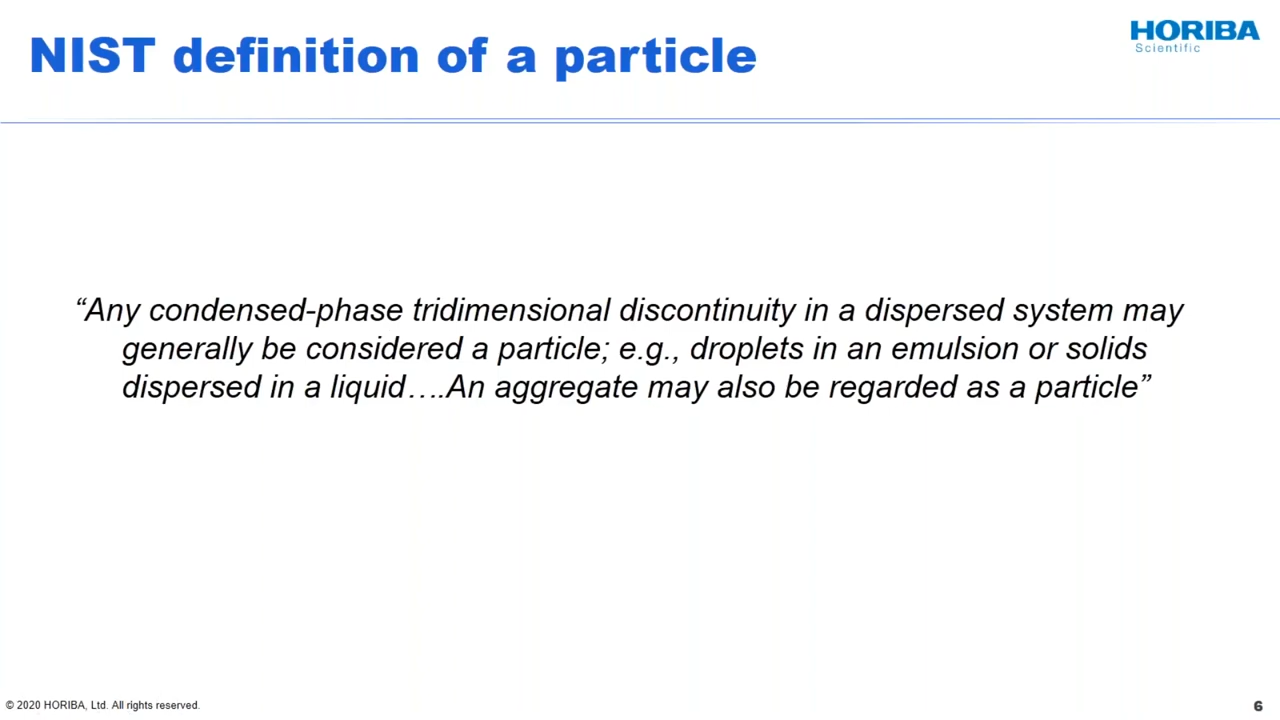 NIST definition of a particle
HORIBA
Scientific
“Any condensed-phase tridimensional discontinuity in a dispersed system may
generally be considered a particle; e.g., droplets in an emulsion or solids
dispersed in a liquid….An aggregate may also be regarded as a particle”
© 2020 HORIBA, Ltd. All rights reserved.
6